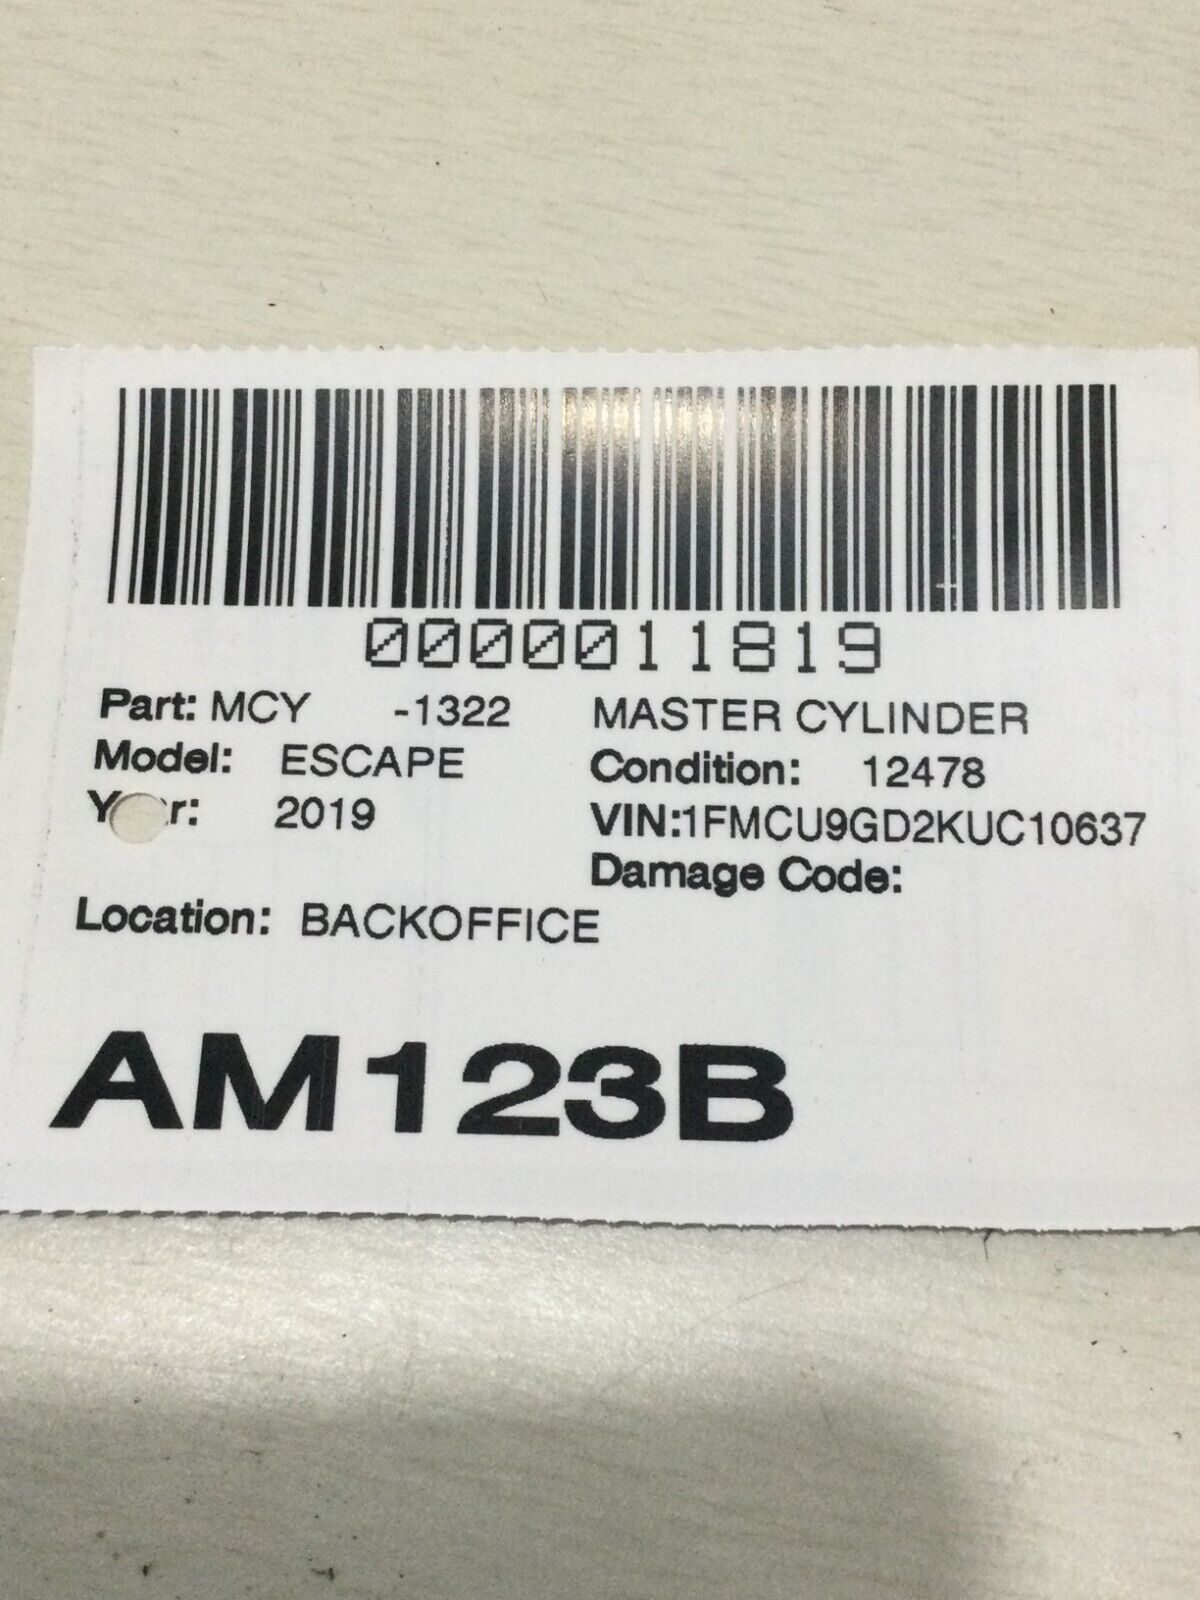 0000011819
Part: MCY -1322 MASTER CYLINDER
Model: ESCAPE Condition: 12478
2019 VIN:1FMCU9GD2KUC10637
Damage Code:
Location: BACKOFFICE
AM123B